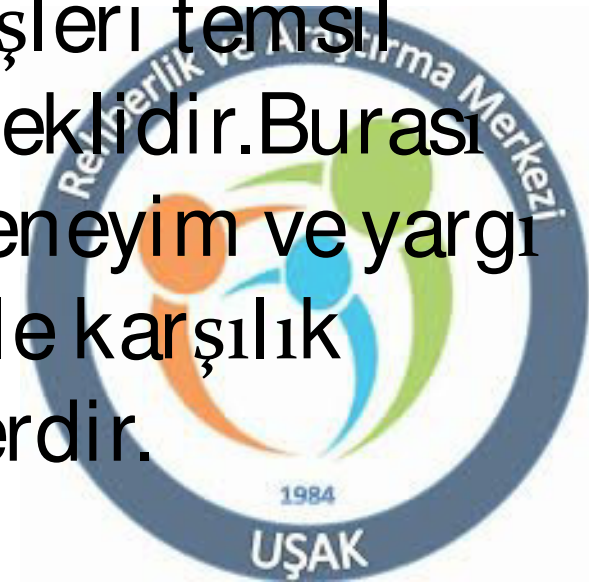 şleri temsil
eklidir.Burası
eneyim ve yargı
le karşılık
erdir.
Rehberlik ve Araştırma Merkezi
1984
UŞAK